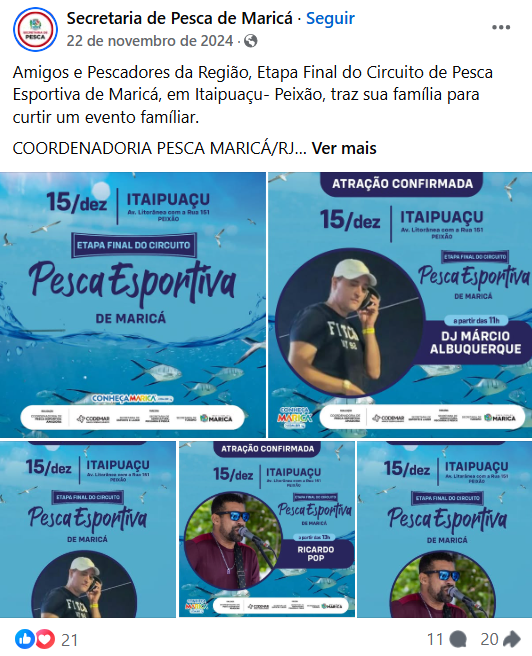 Secretaria de Pesca de Maricá · Seguir
SECRETARIA DE
PESCA
22 de novembro de 2024 ·
Amigos e Pescadores da Região, Etapa Final do Circuito de Pesca
Esportiva de Maricá, em Itaipuaçu- Peixão, traz sua família para
curtir um evento famíliar.
COORDENADORIA PESCA MARICÁ/RJ... Ver mais
15/dez
ITAIPUAÇU
Av. Litorânea com a Rua 151
PEIXÃO
ETAPA FINAL DO CIRCUITO
Pesca Esportiva
DE MARICÁ
CONHEÇA MARICÁ
CODEMAR
MARICÁ
ATRAÇÃO CONFIRMADA
15/dez
ITAIPUAÇU
Av. Litorânea com a Rua 151
PEIXÃO
ETAPA FINAL DO CIRCUITO
Pesca Esportiva
DE MARICÁ
a partir das 11h
DJ MÁRCIO
ALBUQUERQUE
CONHEÇA
MARICÁ
CODEMAR
MARICÁ
15/dez
ITAIPUAÇU
Av. Litorânea com a Rua 151
PEIXÃO
ETAPA FINAL DO CIRCUITO
Pesca Esportiva
DE MARICÁ
ATRAÇÃO CONFIRMADA
15/dez
ITAIPUAÇU
Av. Litorânea com a Rua 151
PEIXÃO
ETAPA FINAL DO CIRCUITO
Pesca Esportiva
DE MARICÁ
a partir das 13h
RICARDO
POP
CONHEÇA
MARICÁ
CODEMAR
MARICÁ
15/dez
ITAIPUAÇU
Av. Litorânea com a Rua 151
PEIXÃO
ETAPA FINAL DO CIRCUITO
Pesca Esportiva
DE MARICÁ
21
11
20